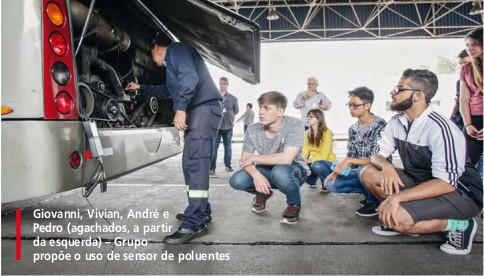 Giovanni, Vivian, André e
Pedro (agachados, a partir
da esquerda) – Grupo
propõe o uso de sensor de poluentes